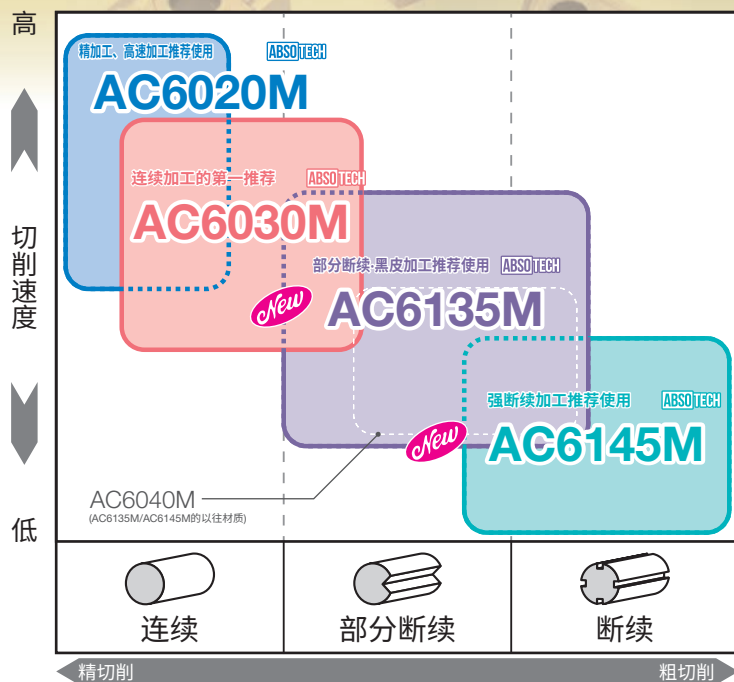 高
切削速度
低
精加工、高速加工推荐使用 ABSOTECH
AC6020M
连续加工的第一推荐 ABSOTECH
AC6030M
部分断续·黑皮加工推荐使用 ABSOTECH
New AC6135M
强断续加工推荐使用 ABSOTECH
New AC6145M
AC6040M
(AC6135M/AC6145M的以往材质)
连续 部分断续 断续
精切削 粗切削